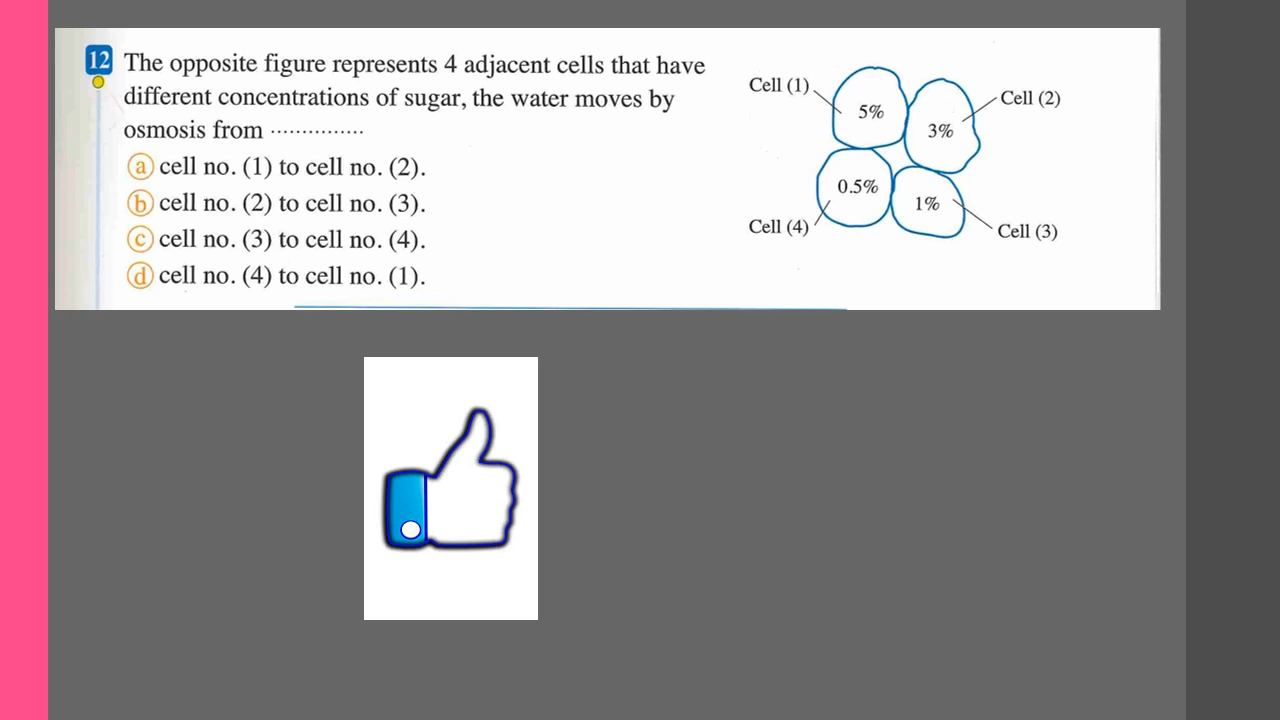 12 The opposite figure represents 4 adjacent cells that have
different concentrations of sugar, the water moves by
osmosis from ...............
a cell no. (1) to cell no. (2).
b cell no. (2) to cell no. (3).
c cell no. (3) to cell no. (4).
d cell no. (4) to cell no. (1).
Cell (1)
5%
Cell (2)
3%
0.5%
1%
Cell (4)
Cell (3)